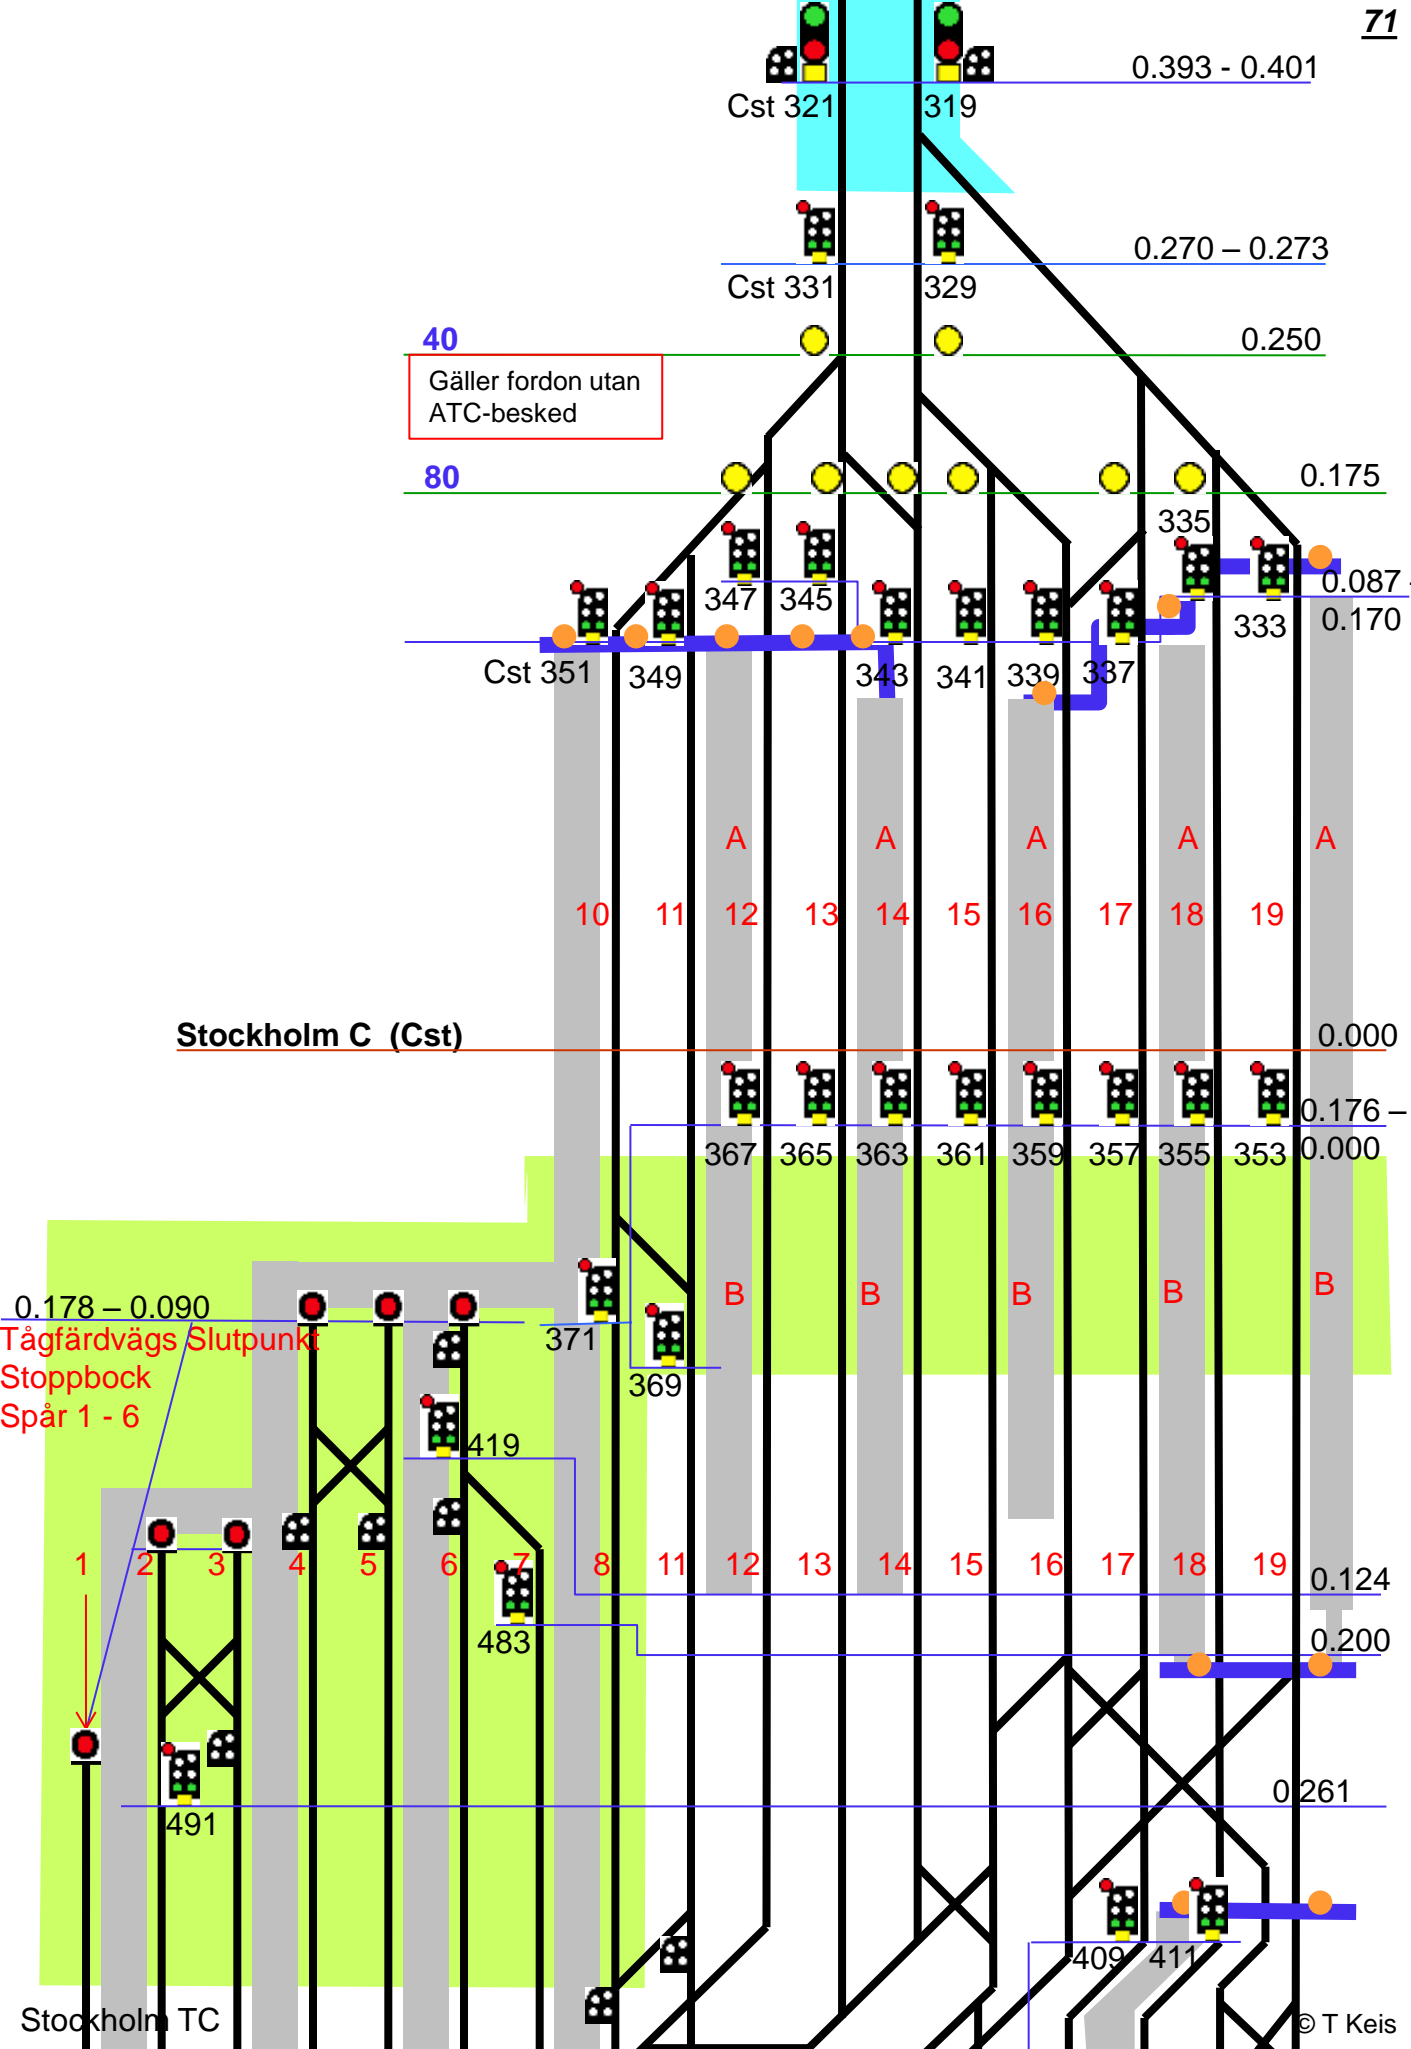 71
0.393 - 0.401
Cst 321
319
0.270 – 0.273
Cst 331
329
40
0.250
Gäller fordon utan
ATC-besked
80
0.175
335
0.087 -
347
345
333
0.170
Cst 351
349
343
341
339
337
A A A A A
10 11 12 13 14 15 16 17 18 19
Stockholm C (Cst)
0.000
0.176 –
367 365 363 361 359 357 355 353
0.000
B B B B B
0.178 – 0.090
Tågfärdvägs Slutpunkt
371
Stoppbock
369
Spår 1 - 6
419
1 2 3 4 5 6 7 8 11 12 13 14 15 16 17 18 19
0.124
483
0.200
0.261
491
409
411
Stockholm TC
© T Keis